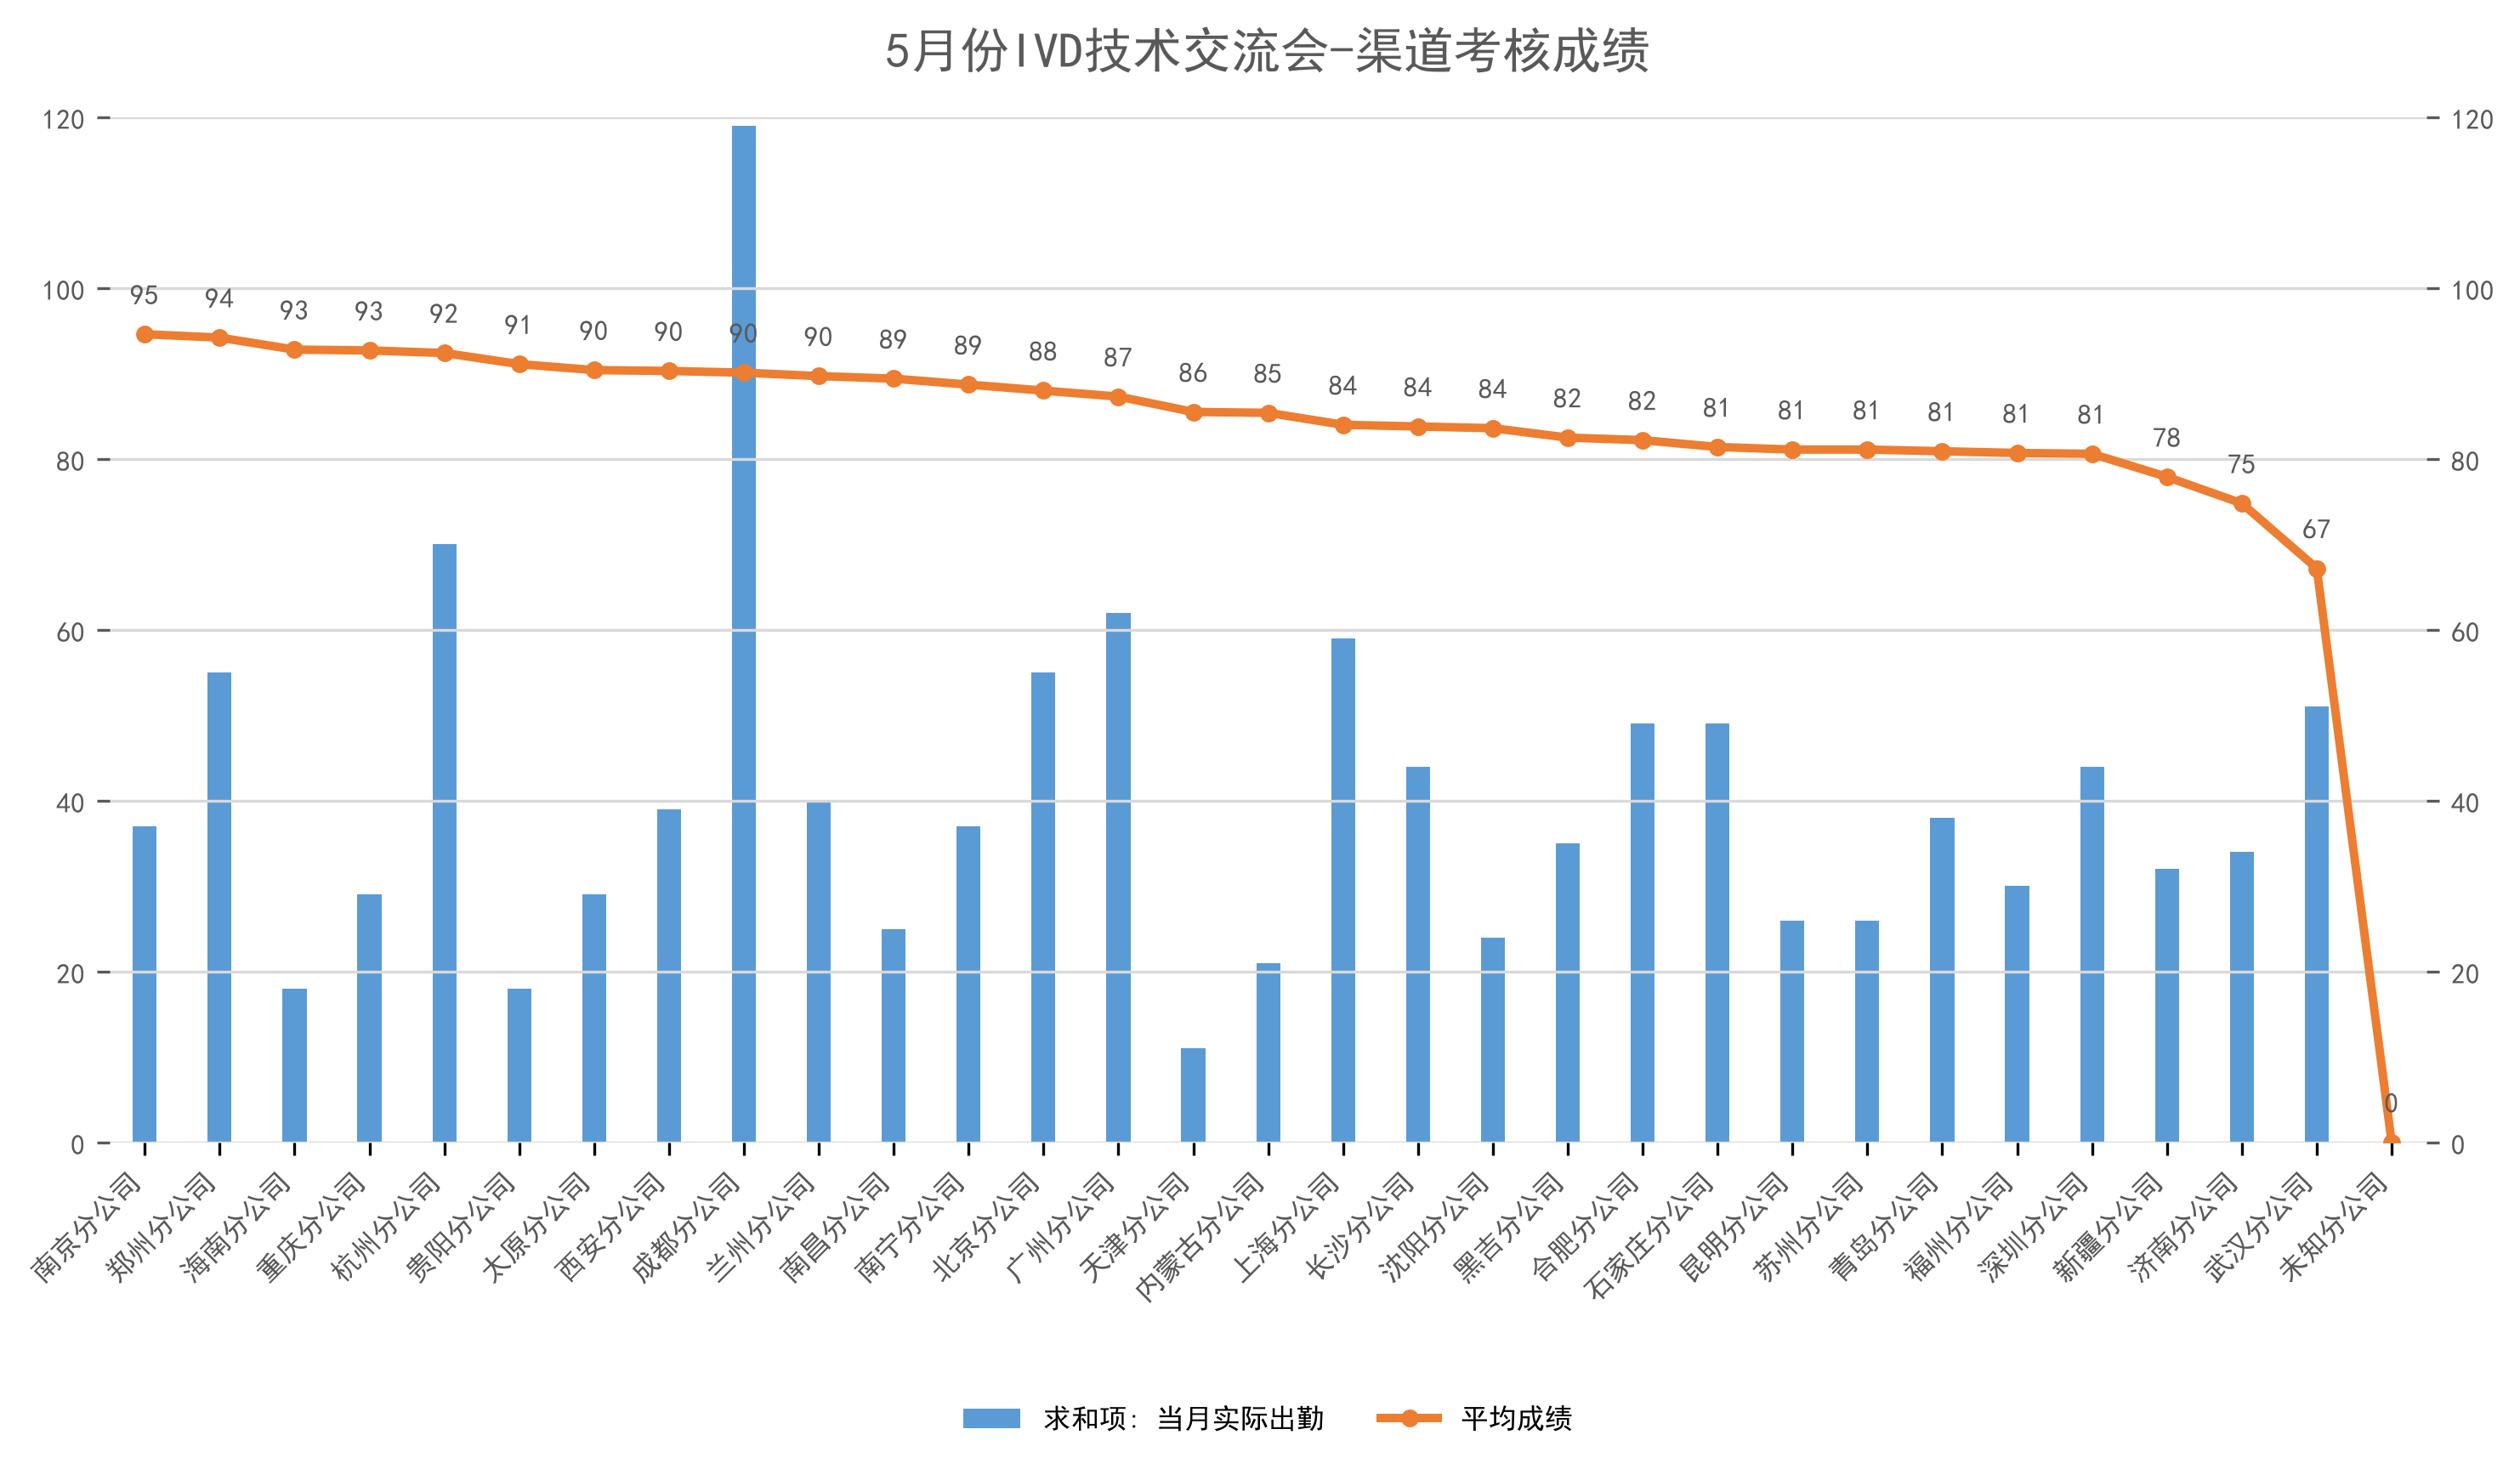 5月份IVD技术交流会-渠道考核成绩
120
100
80
60
40
20
0
120
100
80
60
40
20
0
95
94
93
93
92
91
90
90
90
90
89
89
88
87
86
85
84
84
84
82
82
81
81
81
81
81
81
78
75
67
0
南京分公司
郑州分公司
海南分公司
重庆分公司
杭州分公司
贵阳分公司
太原分公司
西安分公司
成都分公司
兰州分公司
南昌分公司
南宁分公司
北京分公司
广州分公司
天津分公司
内蒙古分公司
上海分公司
长沙分公司
沈阳分公司
黑吉分公司
合肥分公司
石家庄分公司
昆明分公司
苏州分公司
青岛分公司
福州分公司
深圳分公司
新疆分公司
济南分公司
武汉分公司
未知分公司
求和项：当月实际出勤
平均成绩